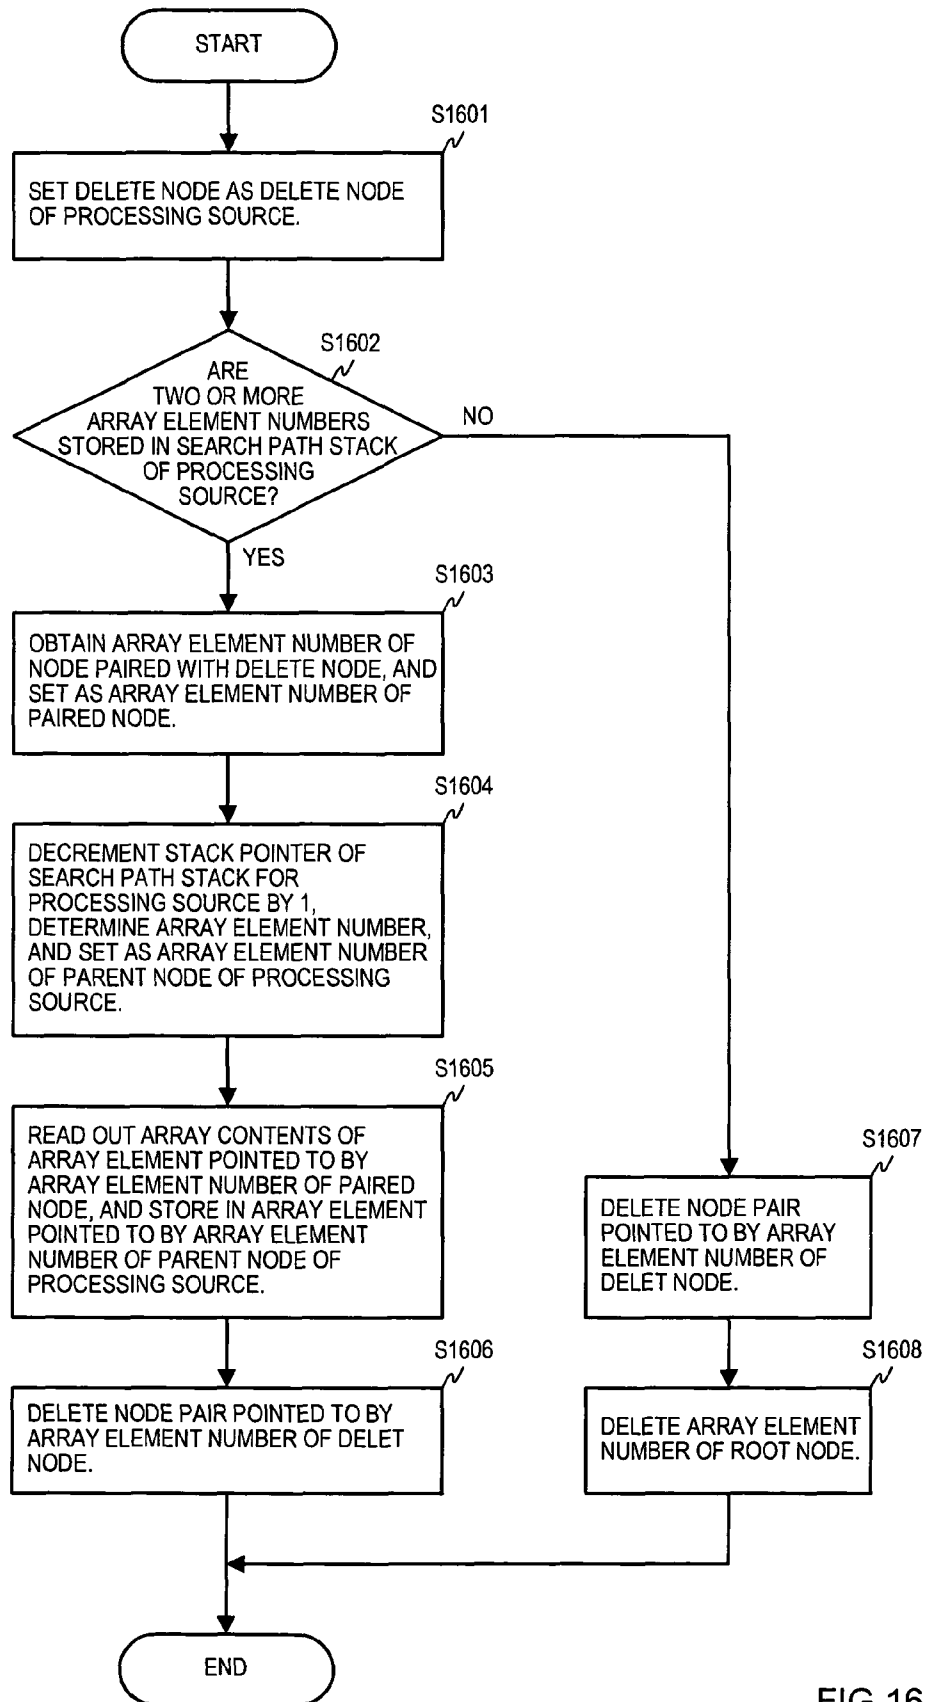 START
S1601
SET DELETE NODE AS DELETE NODE
OF PROCESSING SOURCE.
S1602
ARE
TWO OR MORE
ARRAY ELEMENT NUMBERS
STORED IN SEARCH PATH STACK
OF PROCESSING
SOURCE?
NO
YES
S1603
OBTAIN ARRAY ELEMENT NUMBER OF
NODE PAIRED WITH DELETE NODE, AND
SET AS ARRAY ELEMENT NUMBER OF
PAIRED NODE.
S1604
DECREMENT STACK POINTER OF
SEARCH PATH STACK FOR
PROCESSING SOURCE BY 1,
DETERMINE ARRAY ELEMENT NUMBER,
AND SET AS ARRAY ELEMENT NUMBER
OF PARENT NODE OF PROCESSING
SOURCE.
S1605
READ OUT ARRAY CONTENTS OF
ARRAY ELEMENT POINTED TO BY
ARRAY ELEMENT NUMBER OF PAIRED
NODE, AND STORE IN ARRAY ELEMENT
POINTED TO BY ARRAY ELEMENT
NUMBER OF PARENT NODE OF
PROCESSING SOURCE.
S1606
DELETE NODE PAIR POINTED TO BY
ARRAY ELEMENT NUMBER OF DELET
NODE.
S1607
DELETE NODE PAIR
POINTED TO BY ARRAY
ELEMENT NUMBER OF
DELET NODE.
S1608
DELETE ARRAY ELEMENT
NUMBER OF ROOT NODE.
END
FIG.16